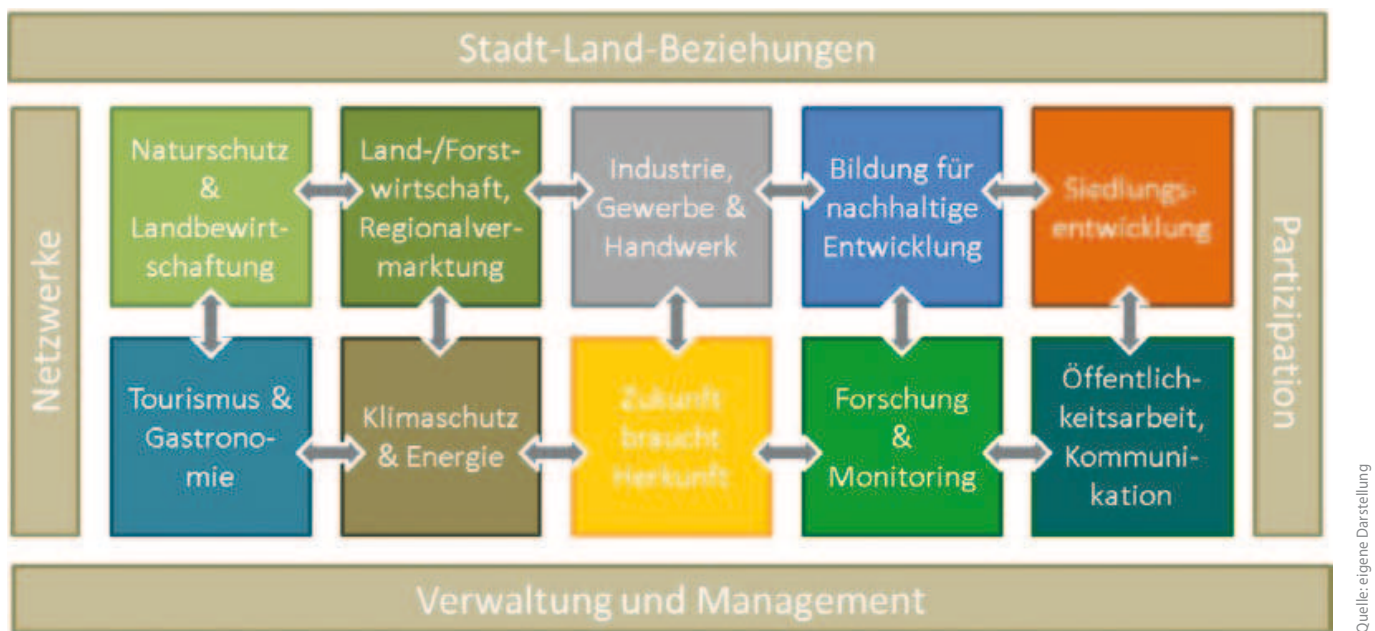 Stadt-Land-Beziehungen
Netzwerke
Naturschutz
&
Landbewirt-
schaftung
Land-/Forst-
wirtschaft,
Regionalver-
marktung
Industrie,
Gewerbe &
Handwerk
Bildung für
nachhaltige
Entwicklung
Siedlungs-
entwicklung
Partizipation
Tourismus &
Gastrono-
mie
Klimaschutz
& Energie
Zukunft
braucht
Herkunft
Forschung
&
Monitoring
Öffentlich-
keitsarbeit,
Kommuni-
kation
Verwaltung und Management
Quelle: eigene Darstellung